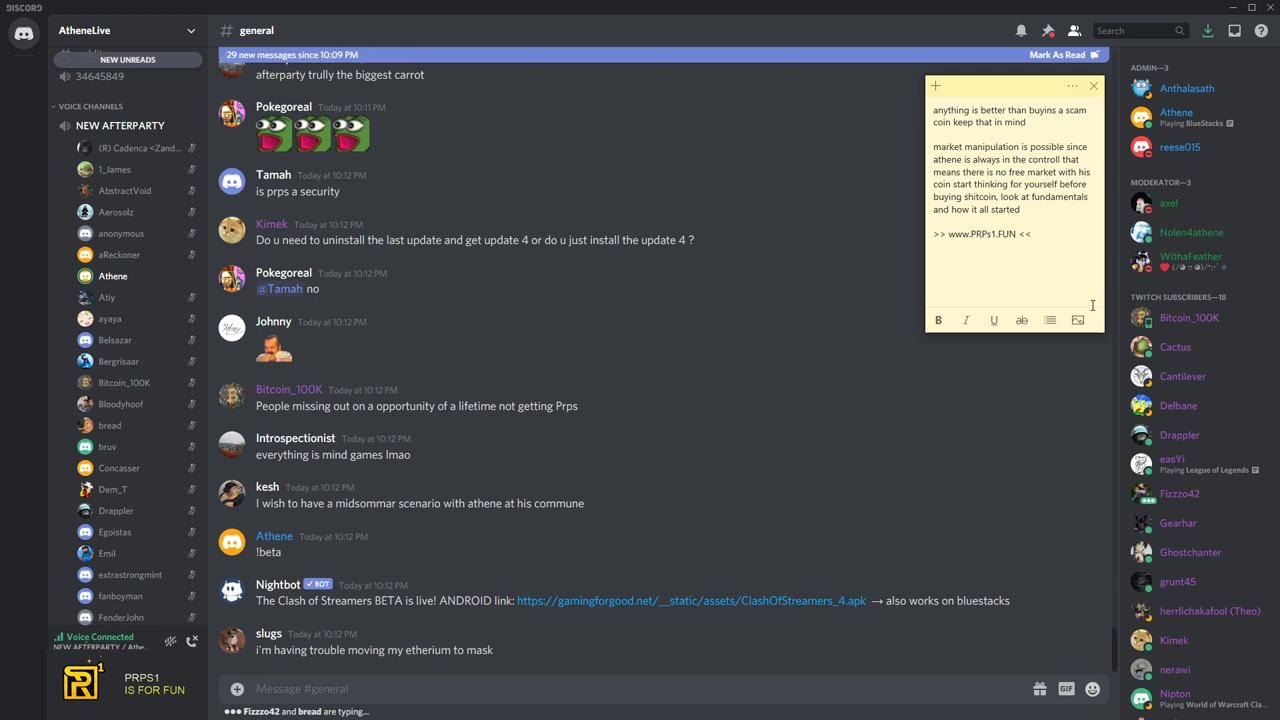 DISCORD
AtheneLive
# general
Search
NEW UNREADS
34645849
VOICE CHANNELS
NEW AFTERPARTY
(R) Cadenca <Zand...
1_James
AbstractVoid
Aerosolz
anonymous
aReckoner
Athene
Atiy
ayaya
Belsazar
Bergrisaar
Bitcoin_100K
Bloodyhoof
bread
bruv
Concasser
Dem_T
Drappler
Egoistas
Emil
extrastrongmint
fanboyman
FenderJohn
Voice Connected
NEW AFTERPARTY / Athe...
PRPS1
IS FOR FUN
29 new messages since 10:09 PM
Mark As Read
afterparty trully the biggest carrot
Pokegoreal Today at 10:11 PM
Tamah Today at 10:12 PM
is prps a security
Kimek Today at 10:12 PM
Do u need to uninstall the last update and get update 4 or do u just install the update 4 ?
Pokegoreal Today at 10:12 PM
@Tamah no
Johnny Today at 10:12 PM
Bitcoin_100K Today at 10:12 PM
People missing out on a opportunity of a lifetime not getting Prps
Introspectionist Today at 10:12 PM
everything is mind games lmao
kesh Today at 10:12 PM
I wish to have a midsommar scenario with athene at his commune
Athene Today at 10:12 PM
!beta
Nightbot BOT Today at 10:12 PM
The Clash of Streamers BETA is live! ANDROID link: https://gamingforgood.net/__static/assets/ClashOfStreamers_4.apk → also works on bluestacks
slugs Today at 10:12 PM
i'm having trouble moving my etherium to mask
Message #general
GIF
Fizzzo42 and bread are typing...
anything is better than buyins a scam
coin keep that in mind
market manipulation is possible since
athene is always in the controll that
means there is no free market with his
coin start thinking for yourself before
buying shitcoin, look at fundamentals
and how it all started
>> www.PRPs1.FUN <<
B I U ab
ADMIN—3
Anthalasath
Athene
Playing BlueStacks
reese015
MODERATOR—3
axel
Nolen4athene
WithaFeather
TWITCH SUBSCRIBERS—18
Bitcoin_100K
Cactus
Cantilever
Delbane
Drappler
easYi
Playing League of Legends
Fizzzo42
Gearhar
Ghostchanter
grunt45
herrlichakafool (Theo)
Kimek
nerawi
Nipton
Playing World of Warcraft Cla...